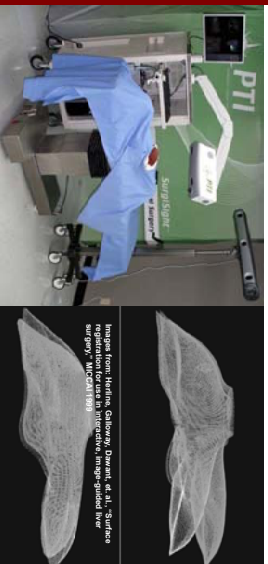 PTI
SurgiSight
Images from: Herline, Galloway, Dawant, et. al., "Surface
registration for use in interactive, image-guided liver
surgery," MICCAI 1999